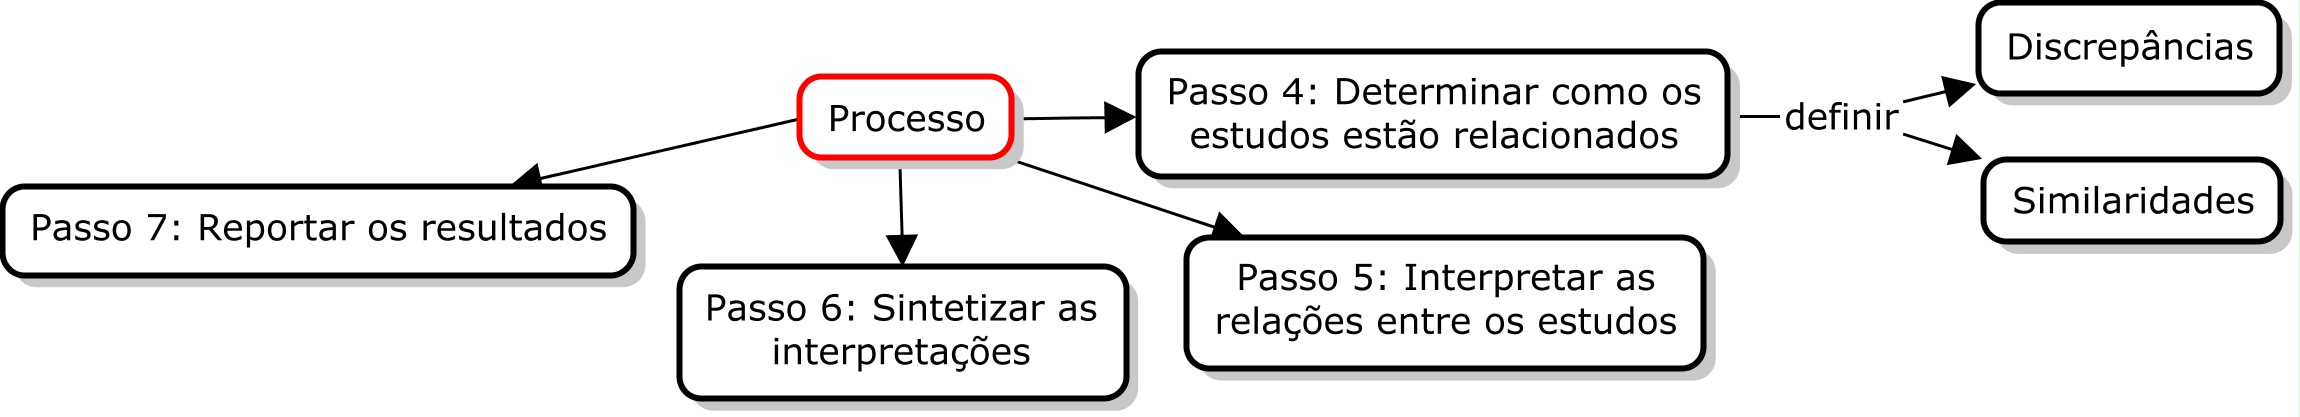 Processo
Passo 4: Determinar como os
estudos estão relacionados
definir
Discrepâncias
Similaridades
Passo 5: Interpretar as
relações entre os estudos
Passo 6: Sintetizar as
interpretações
Passo 7: Reportar os resultados